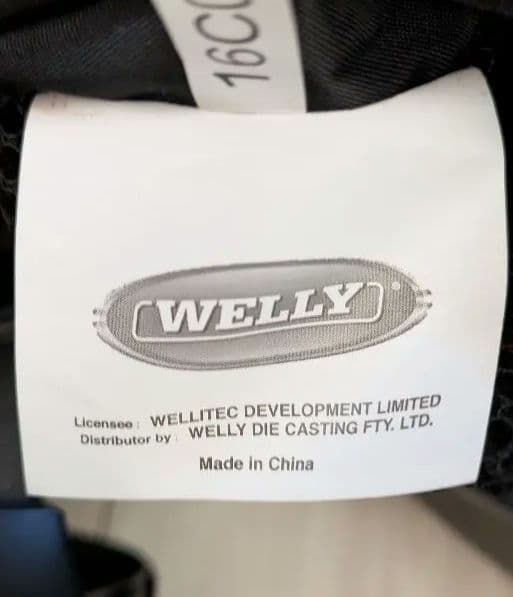 16CC
WELLY
Licensee : WELLITEC DEVELOPMENT LIMITED
Distributor by : WELLY DIE CASTING FTY. LTD.
Made in China